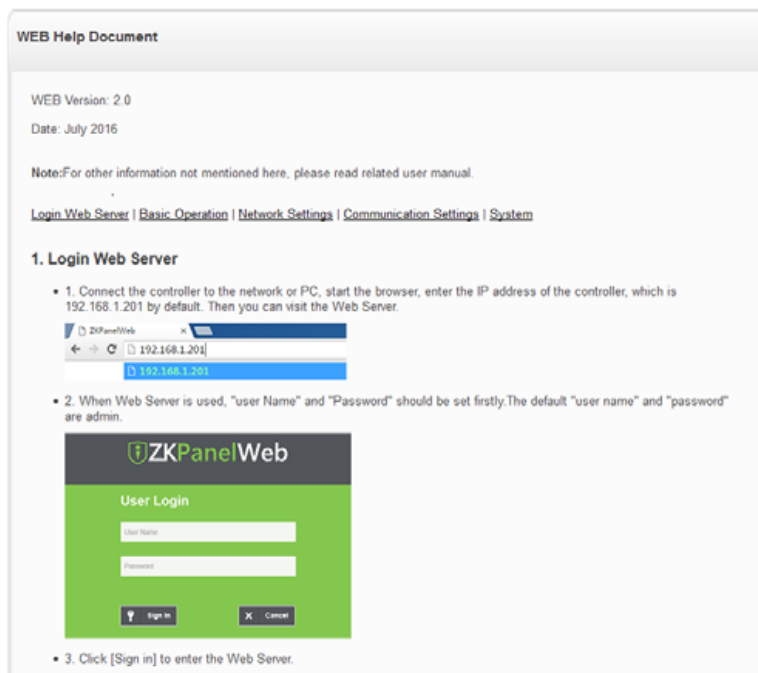 WEB Help Document
WEB Version: 2.0
Date: July 2016
Note:For other information not mentioned here, please read related user manual.
Login Web Server | Basic Operation | Network Settings | Communication Settings | System
1. Login Web Server
• 1. Connect the controller to the network or PC, start the browser, enter the IP address of the controller, which is
192.168.1.201 by default. Then you can visit the Web Server.
ZKPanelWeb
192.168.1.201
192.168.1.201
• 2. When Web Server is used, "user Name" and "Password" should be set firstly.The default "user name" and "password"
are admin.
ZKPanelWeb
User Login
User Name
Password
Sign in
Cancel
• 3. Click [Sign in] to enter the Web Server.